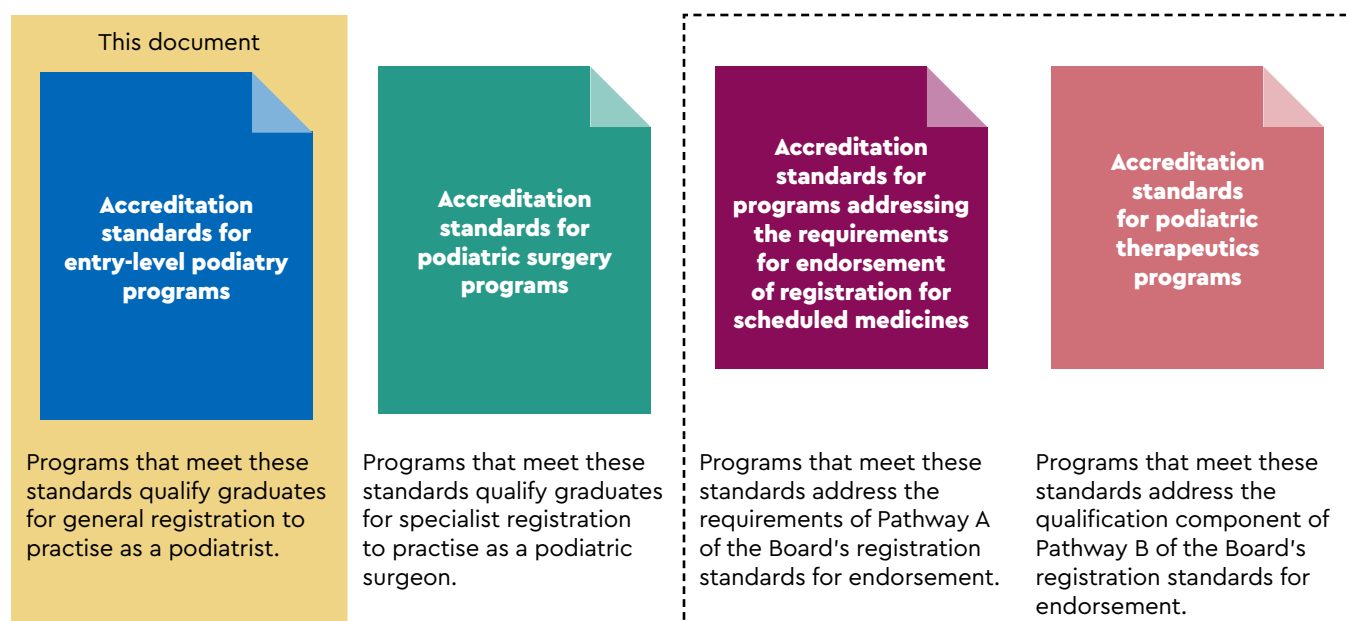 This document
Accreditation
standards for
entry-level podiatry
programs
Programs that meet these
standards qualify graduates
for general registration to
practise as a podiatrist.
Accreditation
standards for
podiatric surgery
programs
Programs that meet these
standards qualify graduates
for specialist registration
to practise as a podiatric
surgeon.
Accreditation
standards for
programs addressing
the requirements
for endorsement
of registration for
scheduled medicines
Programs that meet these
standards address the
requirements of Pathway A
of the Board's registration
standards for endorsement.
Accreditation
standards
for podiatric
therapeutics
programs
Programs that meet these
standards address the
qualification component of
Pathway B of the Board's
registration standards for
endorsement.